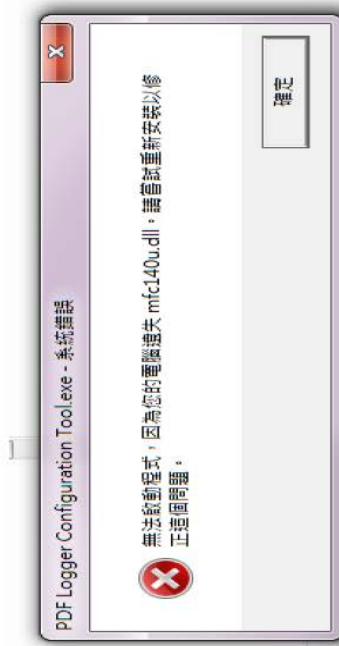 PDF Logger Configuration Tool.exe - 系統錯誤
無法啟動程式，因為您的電腦遺失 mfc140u.dll。請嘗試重新安裝以修
正這個問題。
確定